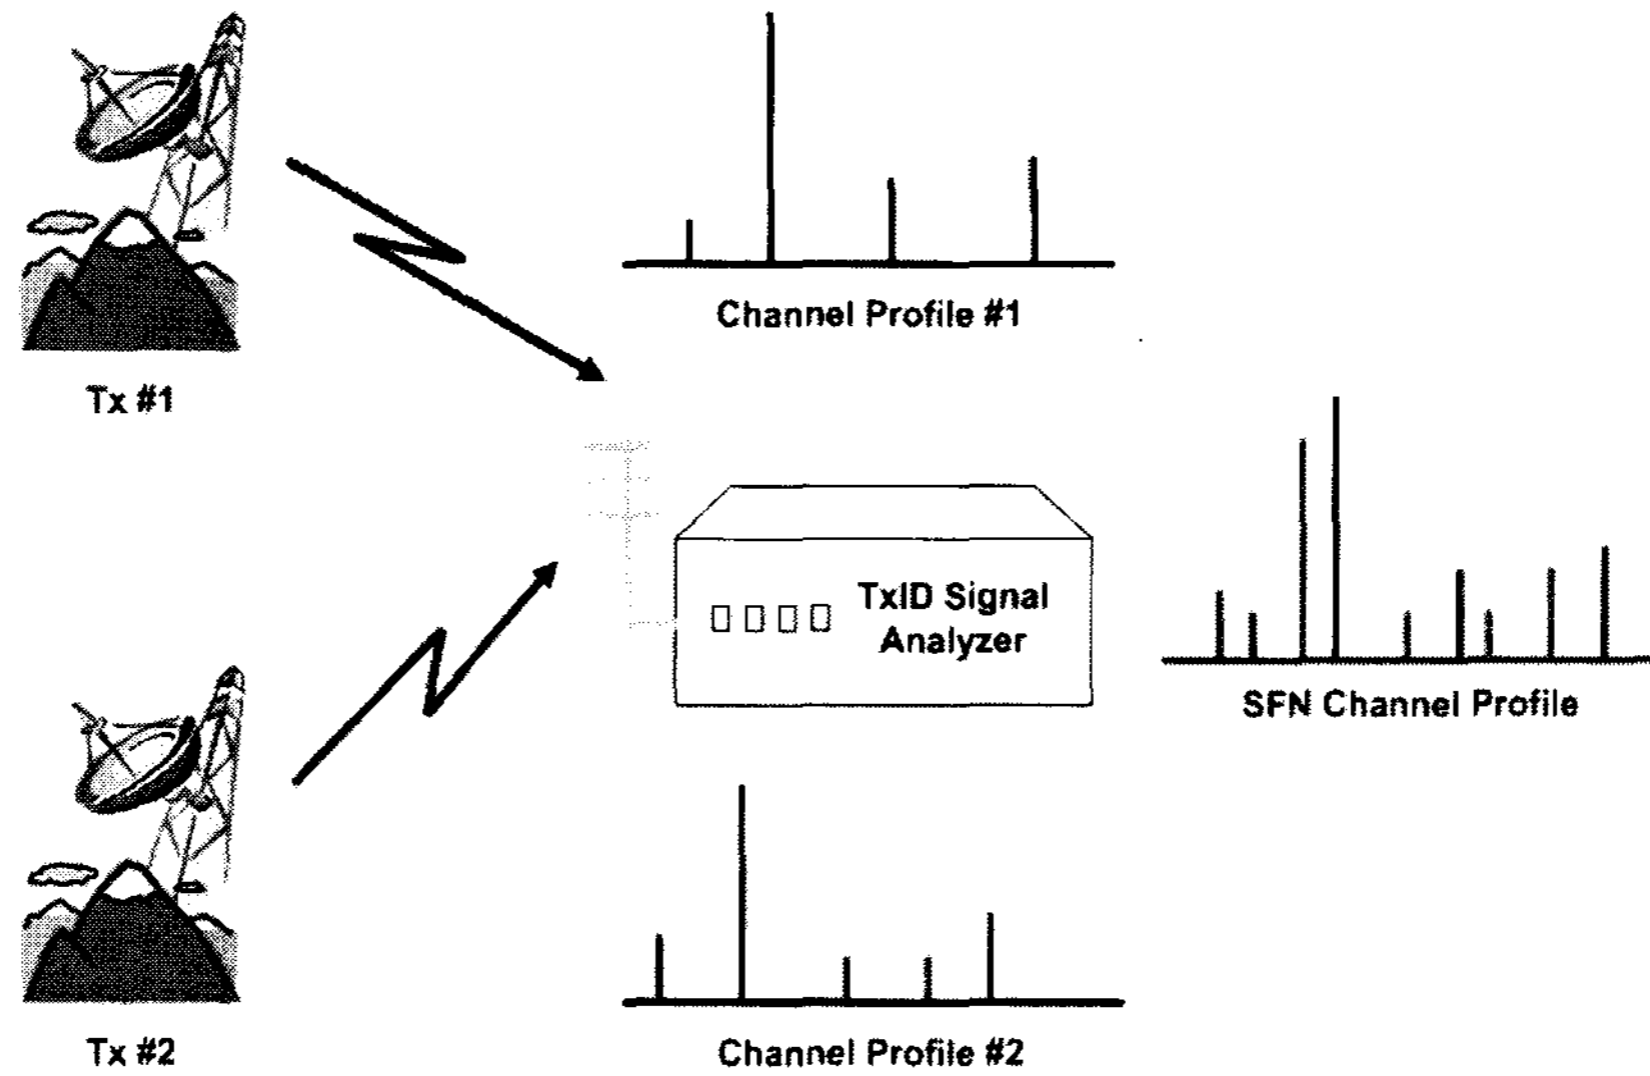 Channel Profile #1
Tx #1
TxID Signal
Analyzer
SFN Channel Profile
Tx #2
Channel Profile #2